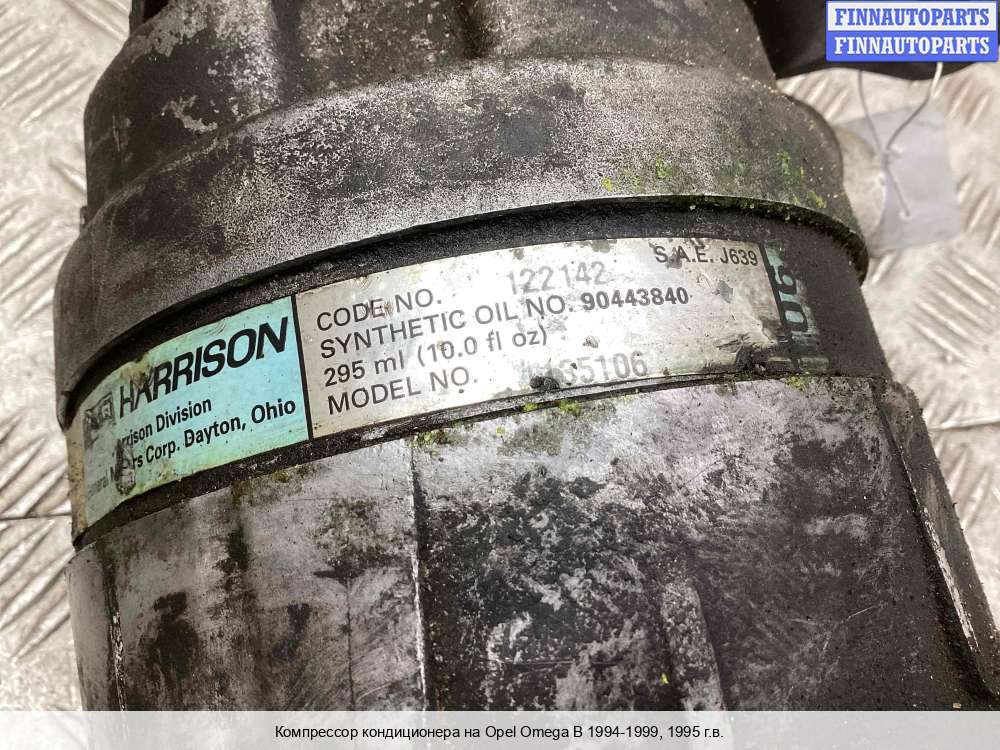 FINNAUTOPARTS
FINNAUTOPARTS
S.A.E. J639
CODE NO. 122142
SYNTHETIC OIL NO. 90443840
295 ml (10.0 fl oz)
MODEL NO.
HARRISON
Division
Corp. Dayton, Ohio
Компрессор кондиционера на Opel Omega B 1994-1999, 1995 г.в.